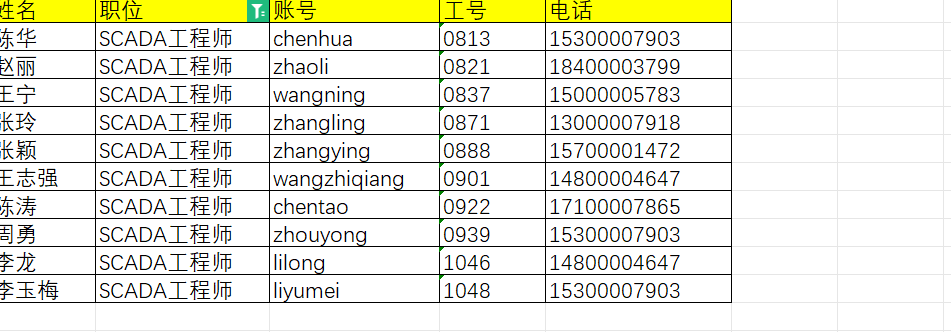 姓名 职位 账号 工号 电话
陈华 SCADA工程师 chenhua 0813 15300007903
赵丽 SCADA工程师 zhaoli 0821 18400003799
王宁 SCADA工程师 wangning 0837 15000005783
张玲 SCADA工程师 zhangling 0871 13000007918
张颖 SCADA工程师 zhangying 0888 15700001472
王志强 SCADA工程师 wangzhiqiang 0901 14800004647
陈涛 SCADA工程师 chentao 0922 17100007865
周勇 SCADA工程师 zhouyong 0939 15300007903
李龙 SCADA工程师 lilong 1046 14800004647
李玉梅 SCADA工程师 liyumei 1048 15300007903